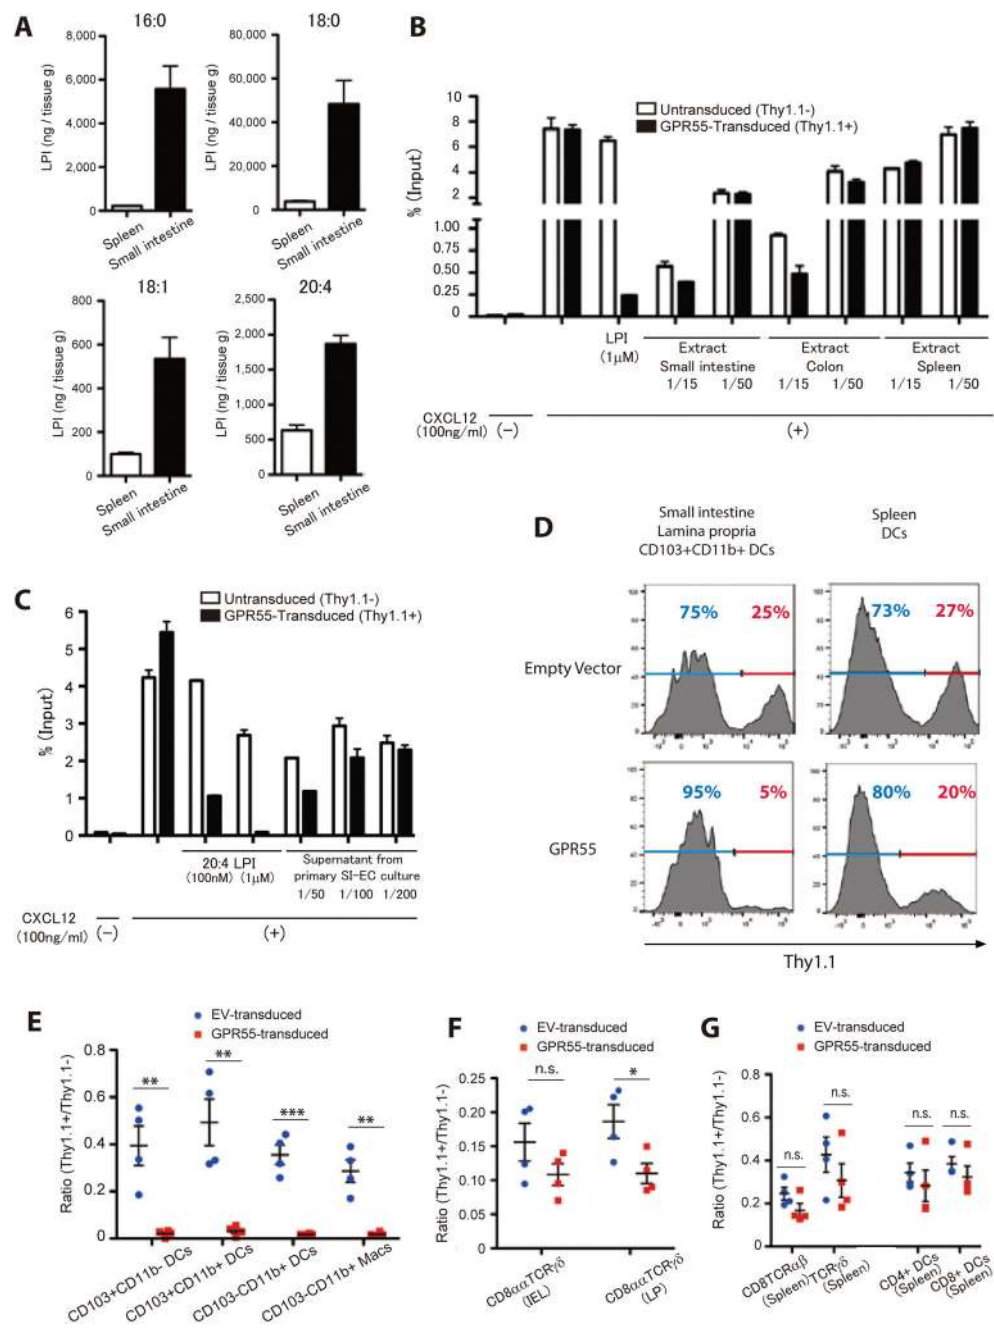 A
16:0
18:0
LPI (ng / tissue g)
8,000
6,000
4,000
2,000
0
Spleen
Small intestine
LPI (ng / tissue g)
80,000
60,000
40,000
20,000
0
Spleen
Small intestine
18:1
20:4
LPI (ng / tissue g)
800
600
400
200
0
Spleen
Small intestine
LPI (ng / tissue g)
2,500
2,000
1,500
1,000
500
0
Spleen
Small intestine
B
Untransduced (Thy1.1-)
GPR55-Transduced (Thy1.1+)
% (Input)
10
8
6
4
2
1.00
0.75
0.50
0.25
0
LPI
(1μM)
Extract
Small intestine
1/15 1/50
Extract
Colon
1/15 1/50
Extract
Spleen
1/15 1/50
CXCL12
(100ng/ml)
(-)
(+)
C
Untransduced (Thy1.1-)
GPR55-Transduced (Thy1.1+)
% (Input)
6
5
4
3
2
1
0
20:4 LPI
(100nM) (1μM)
Supernatant from
primary SI-EC culture
1/50 1/100 1/200
CXCL12
(100ng/ml)
(-)
(+)
D
Small intestine
Lamina propria
CD103+CD11b+ DCs
Spleen
DCs
Empty Vector
75% 25%
73% 27%
GPR55
95% 5%
80% 20%
Thy1.1
E
EV-transduced
GPR55-transduced
Ratio (Thy1.1+/Thy1.1-)
0.8
0.6
0.4
0.2
0
**
**
***
**
CD103+CD11b- DCs
CD103+CD11b+ DCs
CD103-CD11b+ DCs
CD103-CD11b+ Macs
F
EV-transduced
GPR55-transduced
Ratio (Thy1.1+/Thy1.1-)
0.25
0.20
0.15
0.10
0.05
0
n.s.
*
CD8ααTCRγδ
(IEL)
CD8ααTCRγδ
(LP)
G
EV-transduced
GPR55-transduced
Ratio (Thy1.1+/Thy1.1-)
0.8
0.6
0.4
0.2
0
n.s.
n.s.
n.s.
n.s.
CD8TCRαβ
(Spleen)
TCRγδ
(Spleen)
CD4+ DCs
(Spleen)
CD8+ DCs
(Spleen)